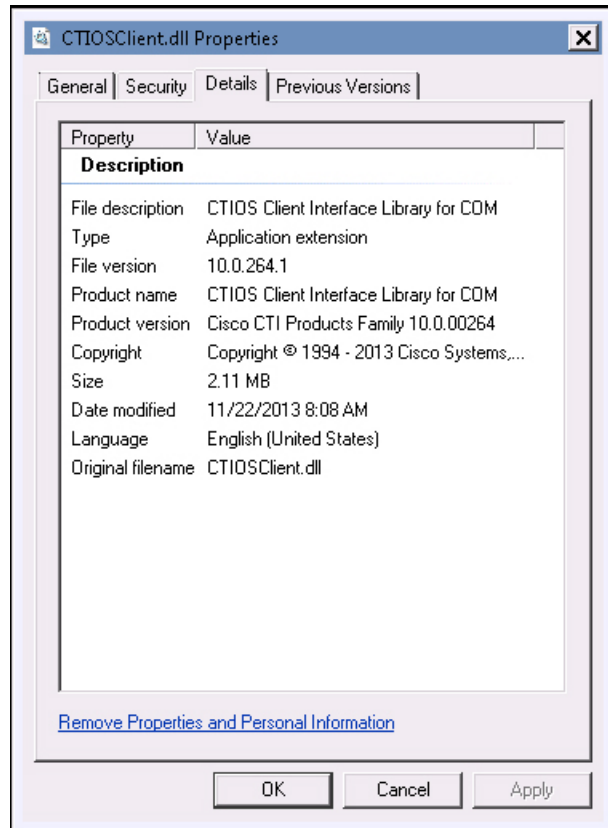 CTIOSClient.dll Properties
General Security Details Previous Versions
Property Value
Description
File description CTIOS Client Interface Library for COM
Type Application extension
File version 10.0.264.1
Product name CTIOS Client Interface Library for COM
Product version Cisco CTI Products Family 10.0.00264
Copyright Copyright © 1994 - 2013 Cisco Systems,...
Size 2.11 MB
Date modified 11/22/2013 8:08 AM
Language English (United States)
Original filename CTIOSClient.dll
Remove Properties and Personal Information
OK Cancel Apply